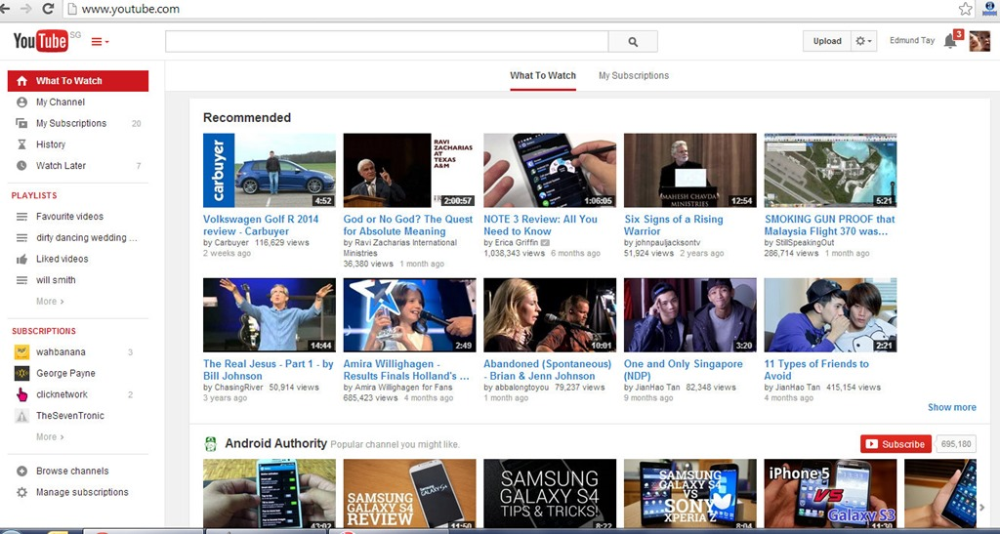 www.youtube.com
YouTube SG
Upload
Edmund Tay
3
What To Watch
My Channel
My Subscriptions 20
History
Watch Later 7
PLAYLISTS
Favourite videos
dirty dancing wedding ...
Liked videos
will smith
More >
SUBSCRIPTIONS
wahbanana 3
George Payne
clicknetwork 2
TheSevenTronic
More >
Browse channels
Manage subscriptions
What To Watch My Subscriptions
Recommended
carbuyer
4:52
Volkswagen Golf R 2014
review - Carbuyer
by Carbuyer 116,629 views
2 weeks ago
RAVI
ZACHARIAS
AT
TEXAS
A&M
2:00:57
God or No God? The Quest
for Absolute Meaning
by Ravi Zacharias International
Ministries
36,380 views 1 month ago
1:06:05
NOTE 3 Review: All You
Need to Know
by Erica Griffin
1,038,343 views 6 months ago
MAHESH CHAVDA
MINISTRIES
12:54
Six Signs of a Rising
Warrior
by johnpauljacksontv
51,924 views 2 years ago
5:21
SMOKING GUN PROOF that
Malaysia Flight 370 was...
by StillSpeakingOut
286,714 views 1 month ago
14:44
The Real Jesus - Part 1 - by
Bill Johnson
by ChasingRiver 50,914 views
3 years ago
2:49
Amira Willighagen -
Results Finals Holland's ...
by Amira Willighagen for Fans
685,423 views 4 months ago
10:01
Abandoned (Spontaneous)
- Brian & Jenn Johnson
by abbalongtoyou 79,237 views
1 month ago
3:20
One and Only Singapore
(NDP)
by JianHao Tan 82,348 views
9 months ago
2:21
11 Types of Friends to
Avoid
by JianHao Tan 415,154 views
4 months ago
Show more
Android Authority Popular channel you might like.
Subscribe 695,180
43:02
SAMSUNG
GALAXY S4
REVIEW
11:50
SAMSUNG
GALAXY S4
TIPS & TRICKS!
8:22
SAMSUNG
GALAXY S4
VS
SONY
XPERIA Z
8:04
iPhone 5
VS
Galaxy S3
11:30